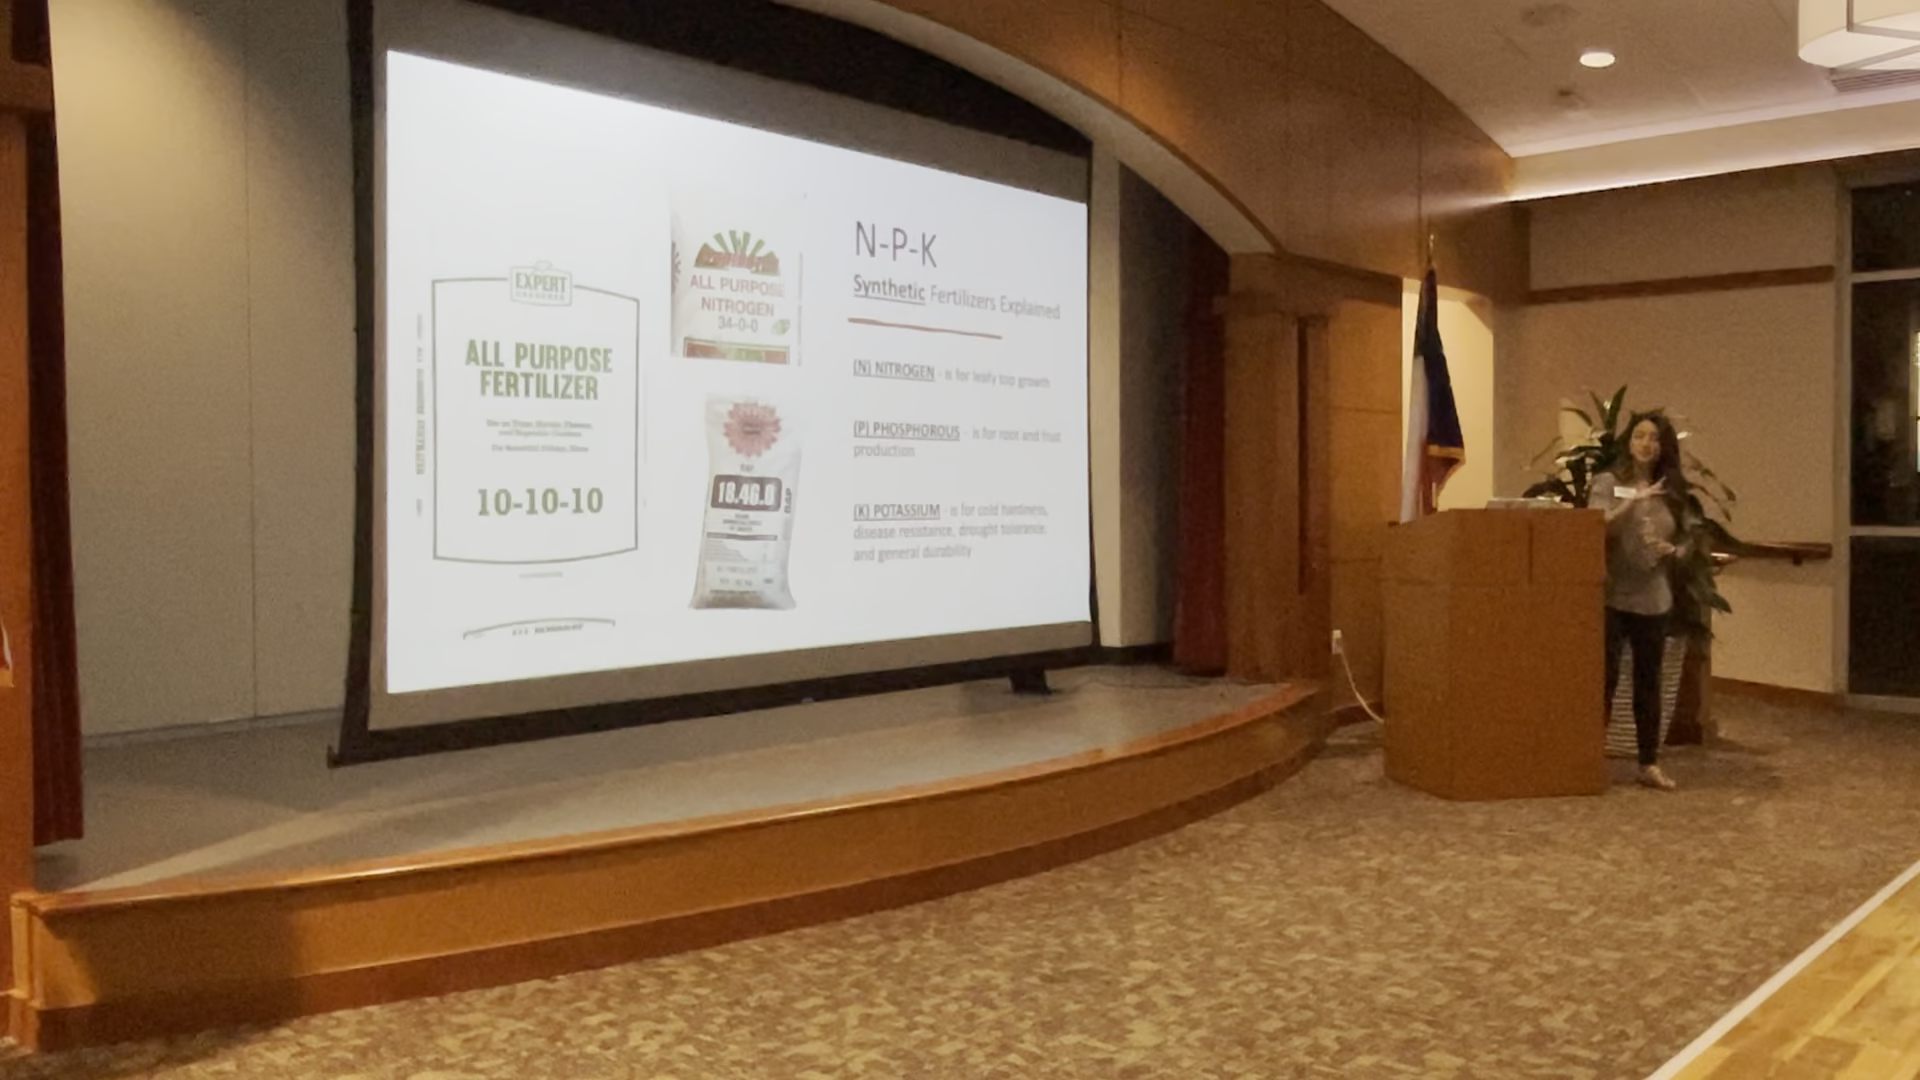 EXPERT
GARDENER
ALL PURPOSE
FERTILIZER
10-10-10
ALL PURPOSE
NITROGEN
34-0-0
18.46.0
DAP
N-P-K
Synthetic Fertilizers Explained
(N) NITROGEN - is for leafy top growth
(P) PHOSPHOROUS - is for root and fruit
production
(K) POTASSIUM - is for cold hardiness,
disease resistance, drought tolerance,
and general durability